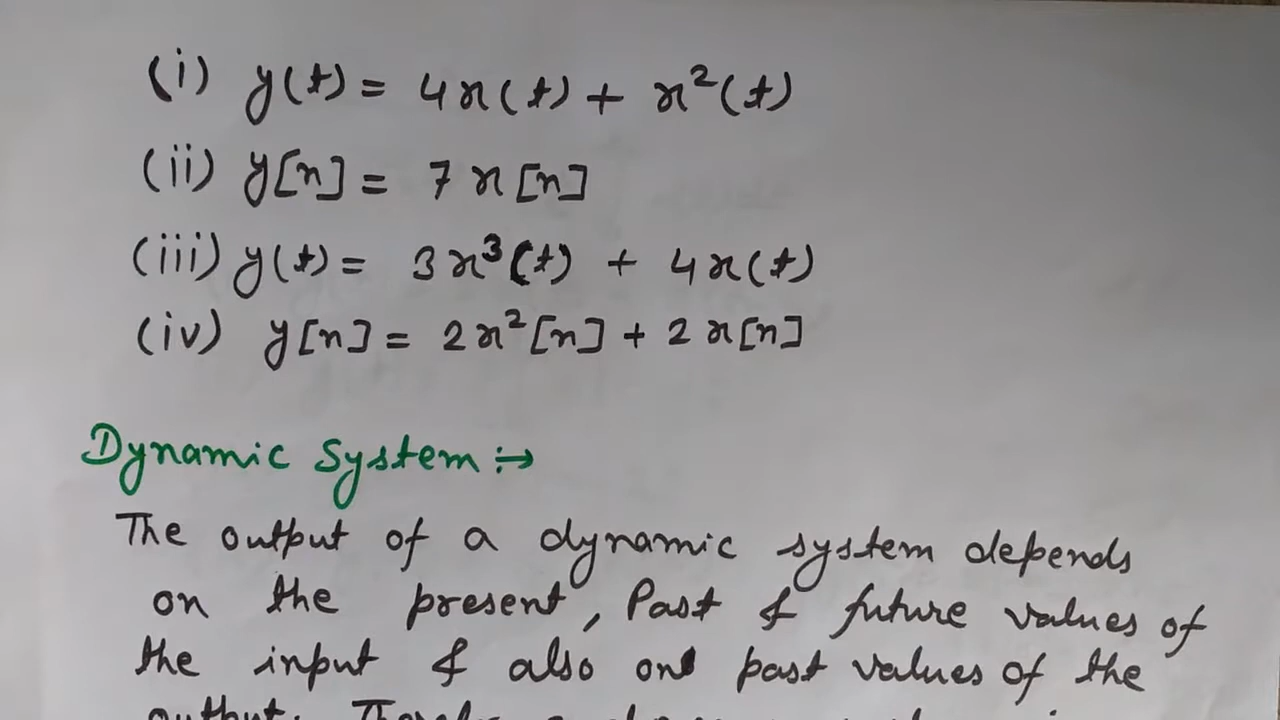 (i) y(t) = 4x(t) + x²(t)
(ii) y[n] = 7x[n]
(iii) y(t) = 3x³(t) + 4x(t)
(iv) y[n] = 2x²[n] + 2x[n]
Dynamic System :→
The output of a dynamic system depends
on the present, Past & future values of
the input & also on past values of the
output.